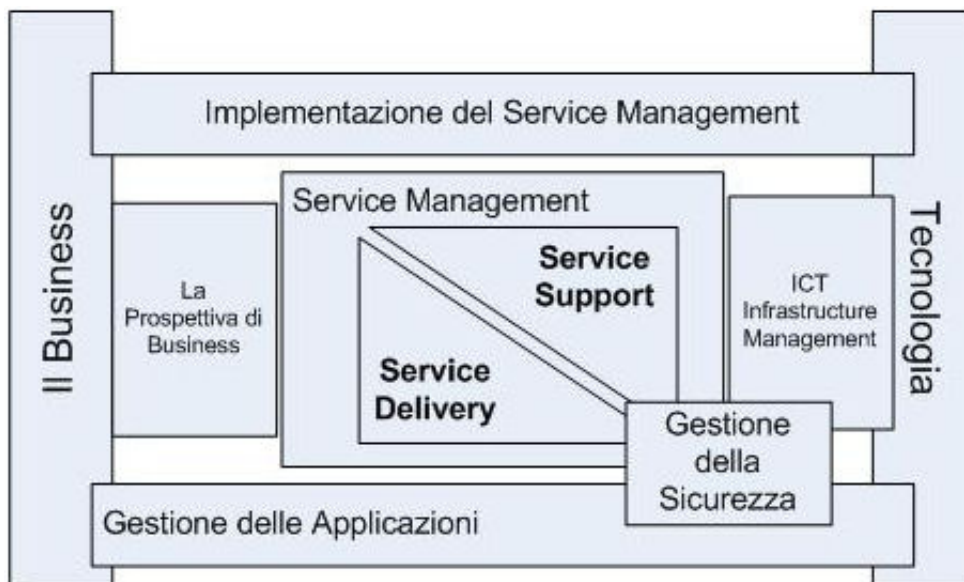 Implementazione del Service Management
Il Business
Service Management
Tecnologia
La
Prospettiva di
Business
Service
Support
ICT
Infrastructure
Management
Service
Delivery
Gestione
della
Sicurezza
Gestione delle Applicazioni